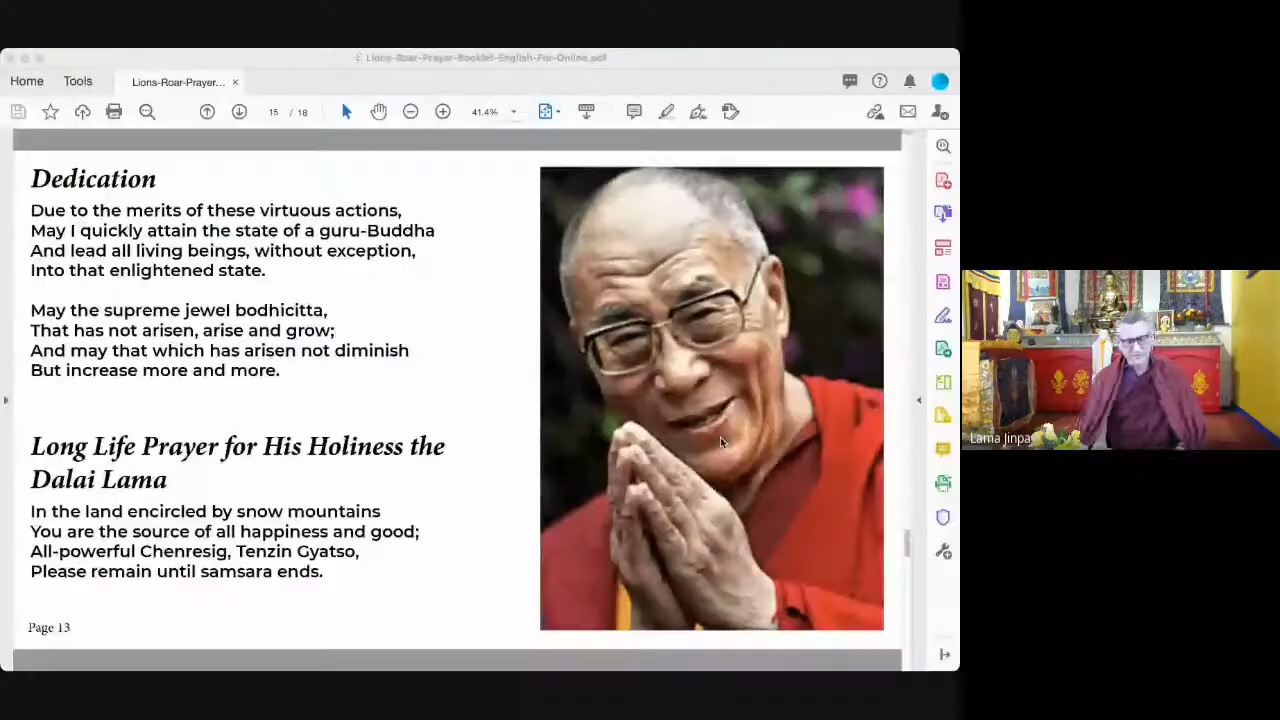 Lions-Roar-Prayer-Booklet-English-For-Online.pdf
Home Tools Lions-Roar-Prayer... ×
15 / 18 41.4%
Dedication
Due to the merits of these virtuous actions,
May I quickly attain the state of a guru-Buddha
And lead all living beings, without exception,
Into that enlightened state.
May the supreme jewel bodhicitta,
That has not arisen, arise and grow;
And may that which has arisen not diminish
But increase more and more.
Long Life Prayer for His Holiness the
Dalai Lama
In the land encircled by snow mountains
You are the source of all happiness and good;
All-powerful Chenresig, Tenzin Gyatso,
Please remain until samsara ends.
Page 13
Lama Jinpa